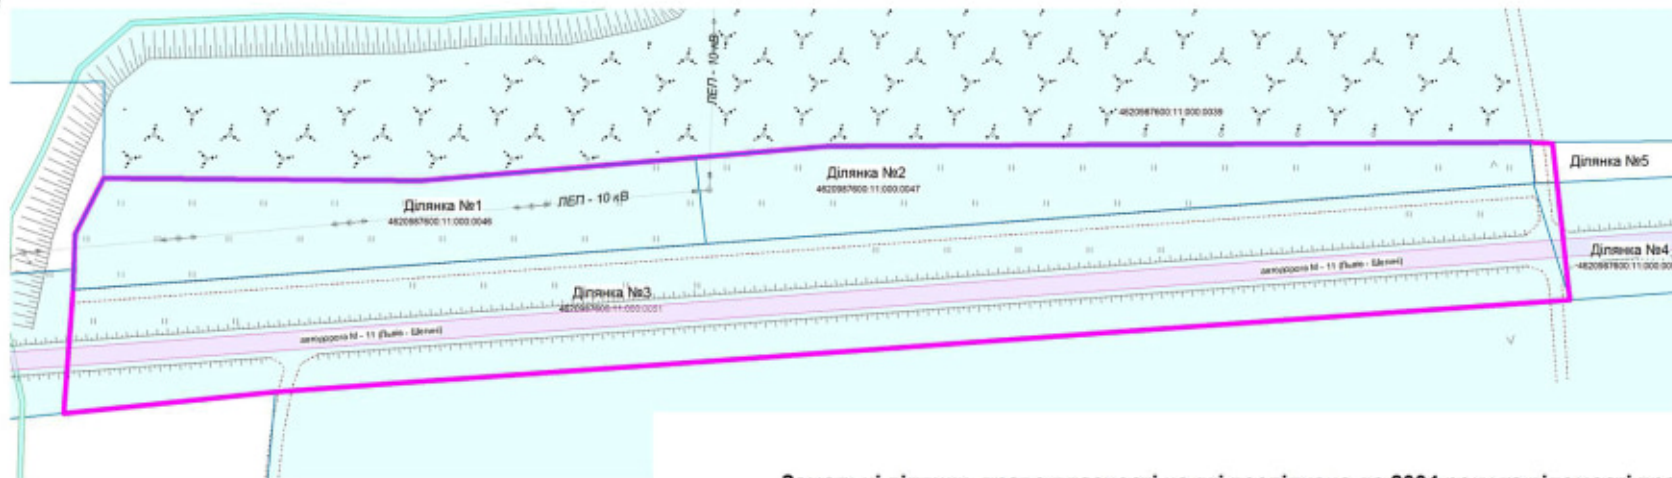 ЛЕП - 10 кВ
4620987600:11:000:0039
Ділянка №5
Ділянка №2
4620987600:11:000:0047
ЛЕП - 10 кВ
Ділянка №1
4620987600:11:000:0046
Ділянка №4
4620987600:11:000:00
автодорога М - 11 (Львів - Шегині)
Ділянка №3
4620987600:11:000:0051
автодорога М - 11 (Львів - Шегині)